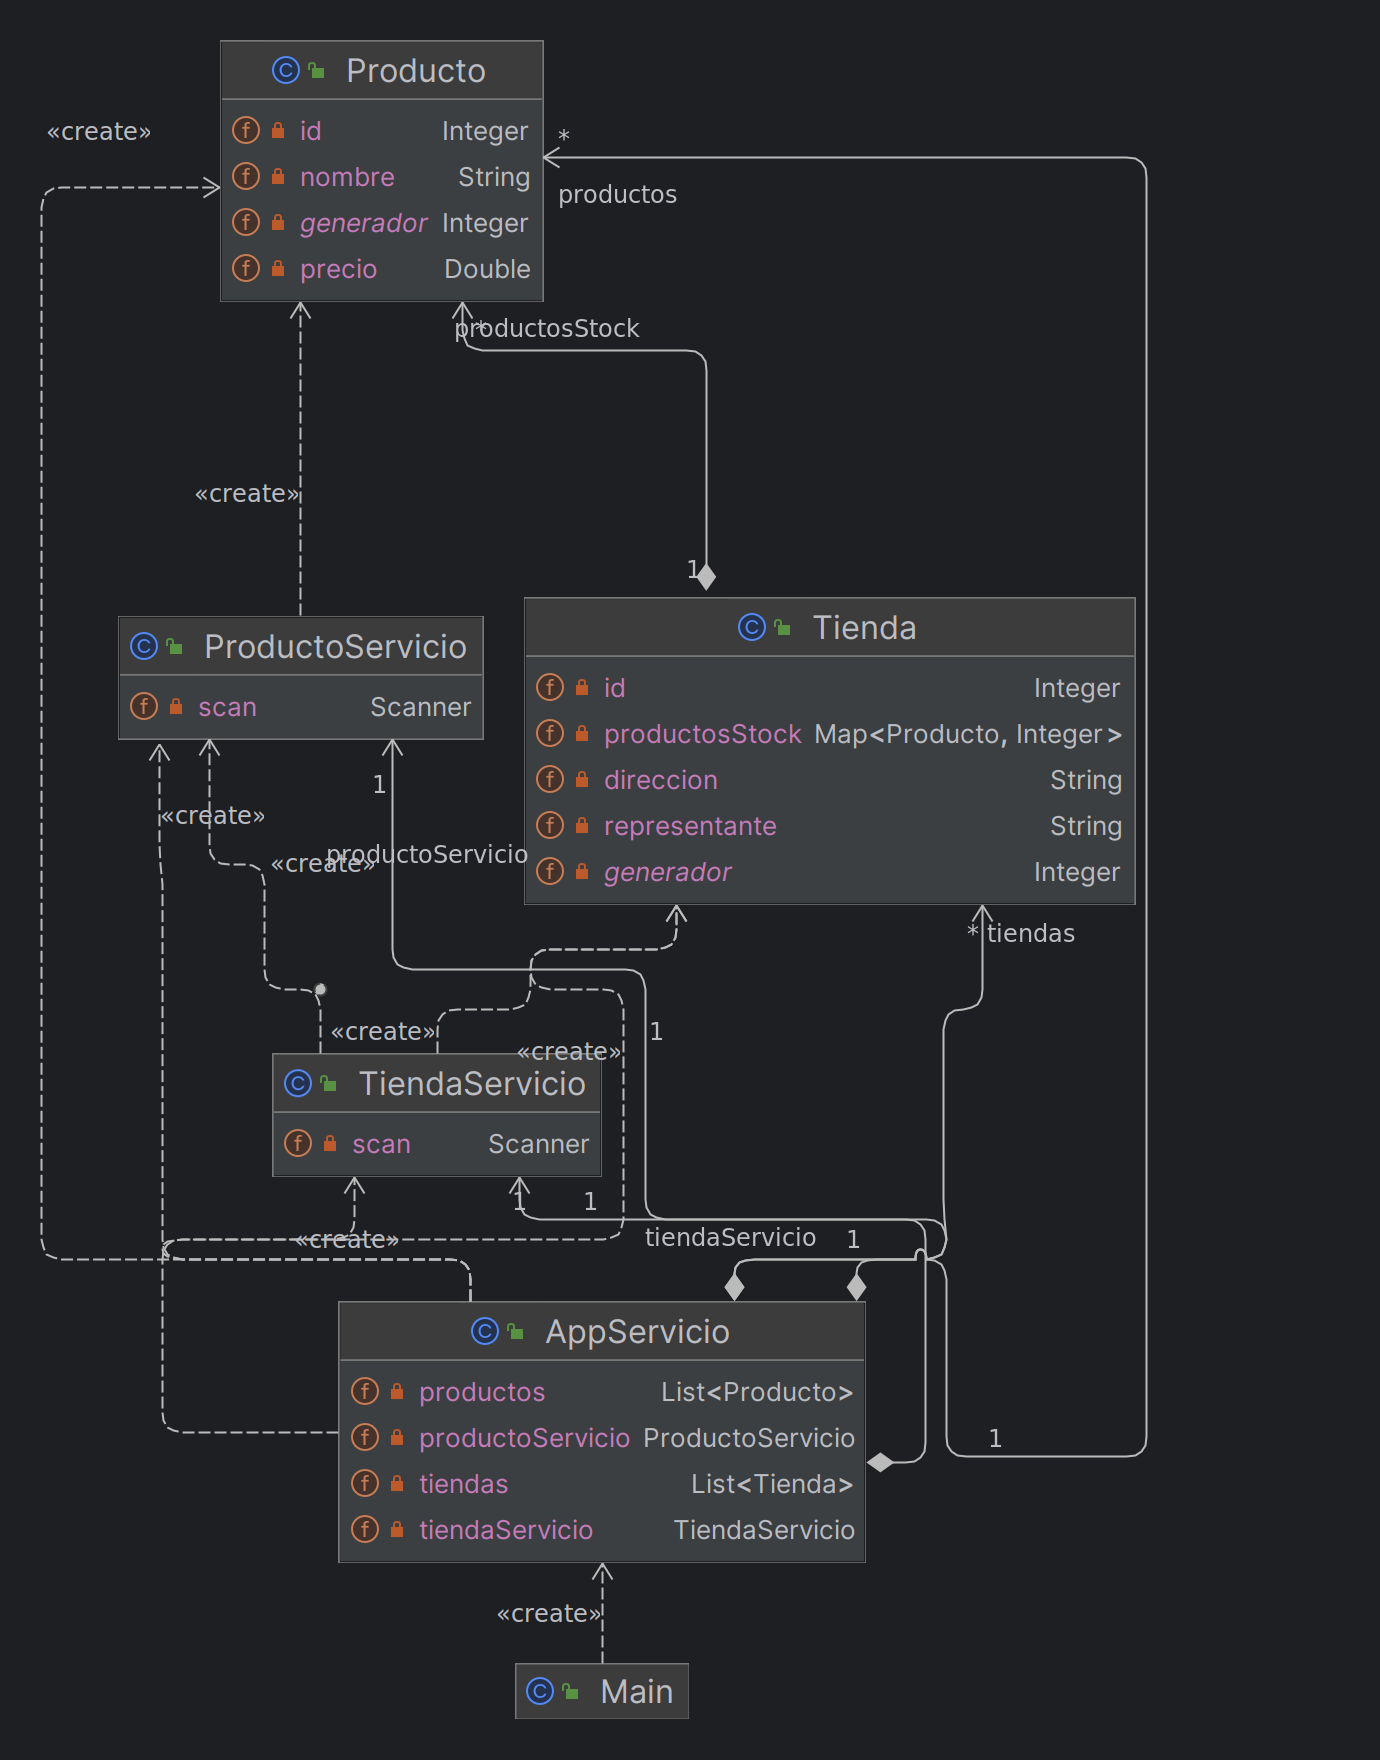 Producto
«create»
id Integer
*
nombre String
productos
generador Integer
precio Double
*
productosStock
«create»
1
ProductoServicio
scan Scanner
Tienda
id Integer
productosStock Map<Producto, Integer>
direccion String
representante String
generador Integer
1
«create»
«create»
productoServicio
* tiendas
«create»
1
«create»
TiendaServicio
scan Scanner
1
1
«create»
tiendaServicio
1
AppServicio
productos List<Producto>
productoServicio ProductoServicio
1
tiendas List<Tienda>
tiendaServicio TiendaServicio
«create»
Main